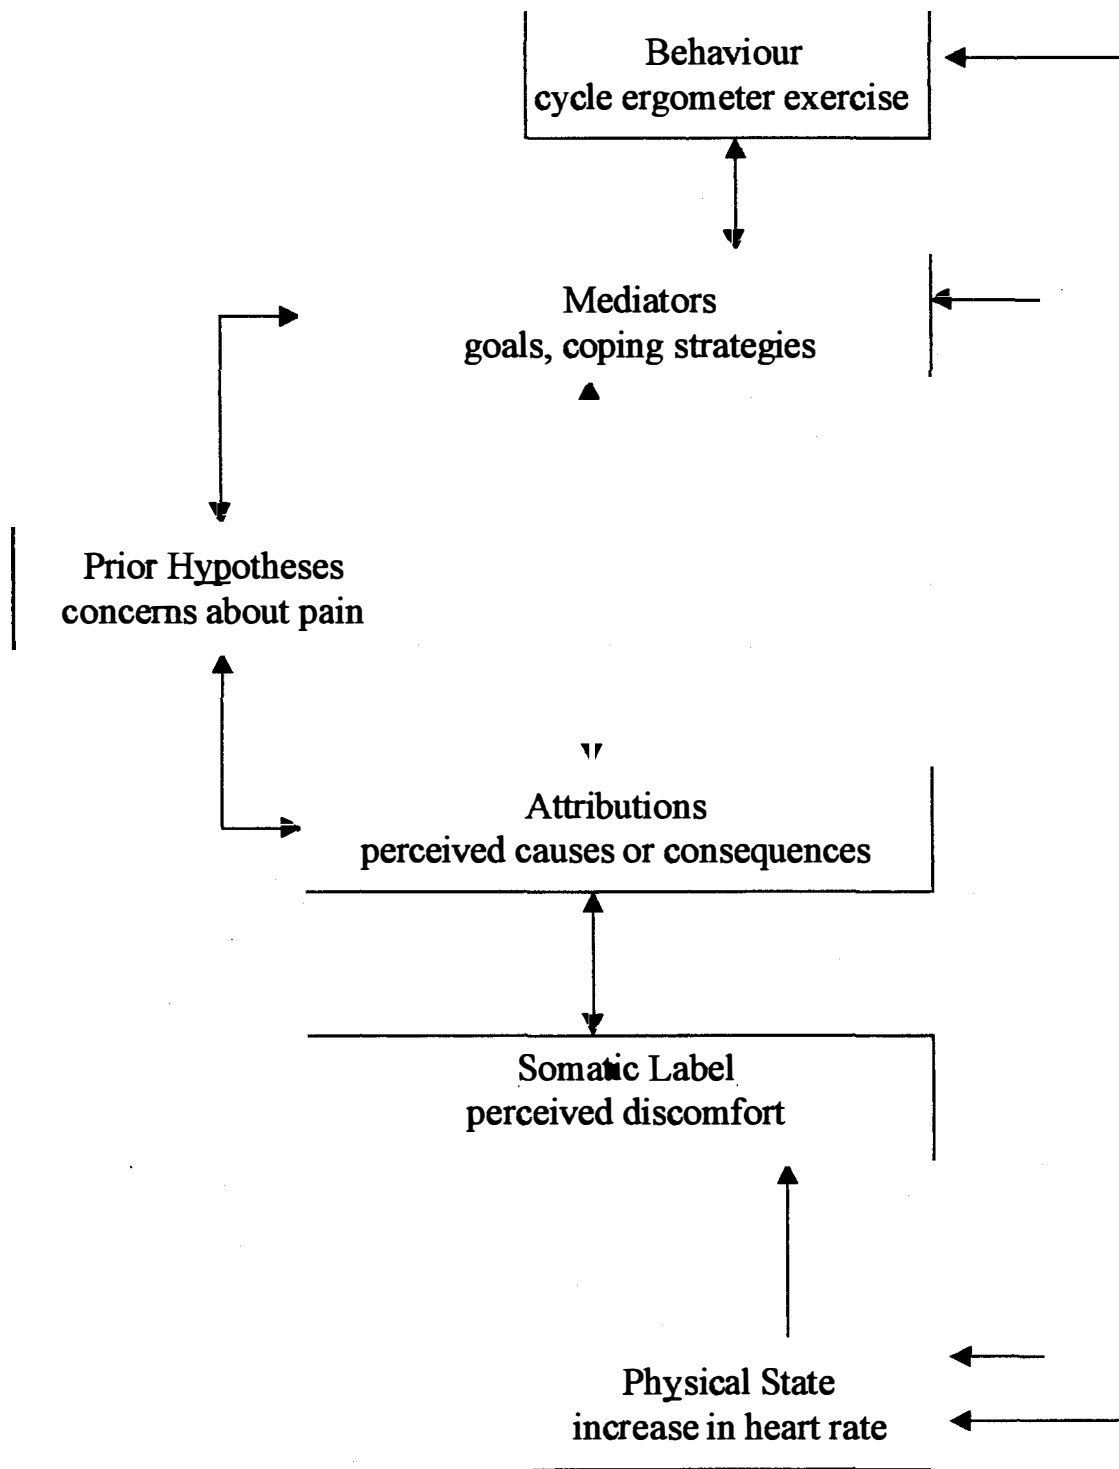 Behaviour
cycle ergometer exercise
Mediators
goals, coping strategies
Prior Hypotheses
concerns about pain
Attributions
perceived causes or consequences
Somatic Label
perceived discomfort
Physical State
increase in heart rate